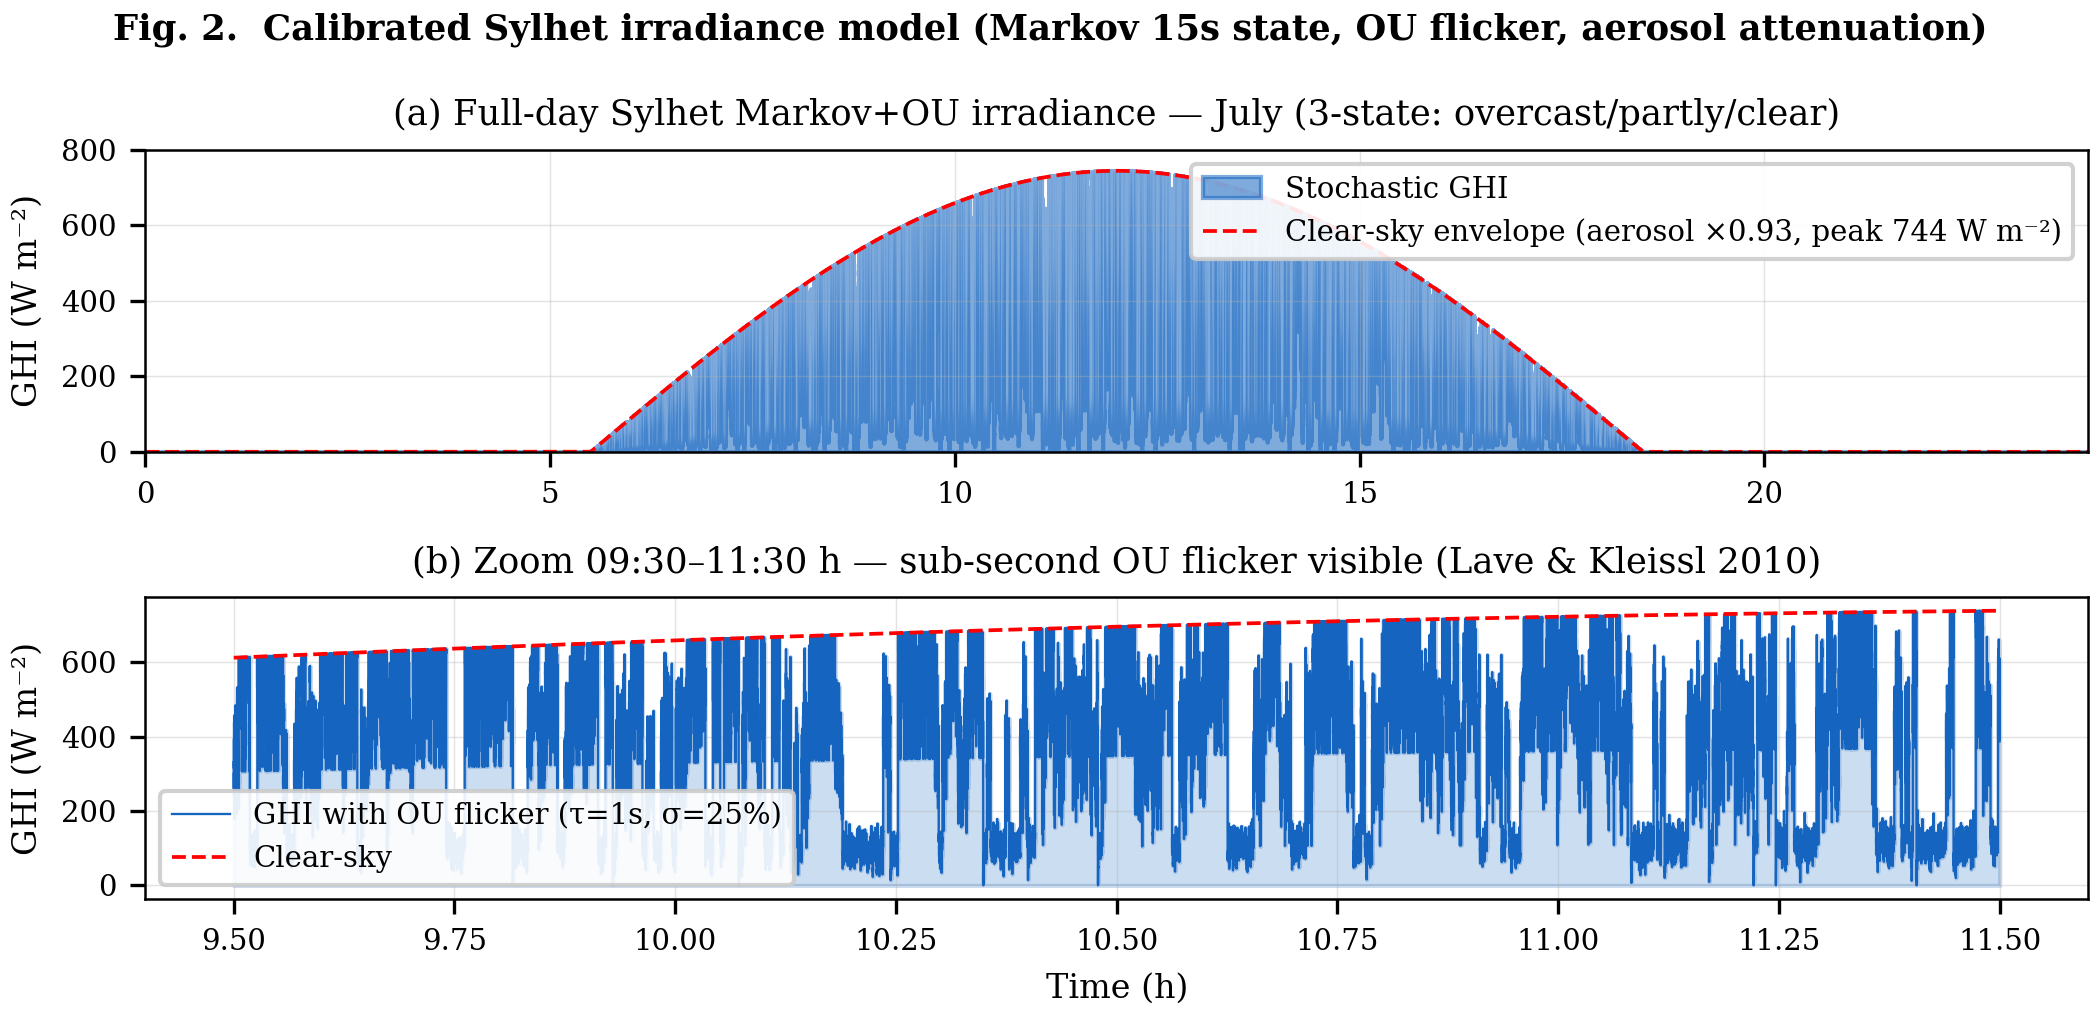 Fig. 2.  Calibrated Sylhet irradiance model (Markov 15s state, OU flicker, aerosol attenuation)
(a) Full-day Sylhet Markov+OU irradiance — July (3-state: overcast/partly/clear)
GHI (W m⁻²)
800
600
400
200
0
Stochastic GHI
Clear-sky envelope (aerosol ×0.93, peak 744 W m⁻²)
0 5 10 15 20
(b) Zoom 09:30–11:30 h — sub-second OU flicker visible (Lave & Kleissl 2010)
GHI (W m⁻²)
600
400
200
0
GHI with OU flicker (τ=1s, σ=25%)
Clear-sky
9.50 9.75 10.00 10.25 10.50 10.75 11.00 11.25 11.50
Time (h)